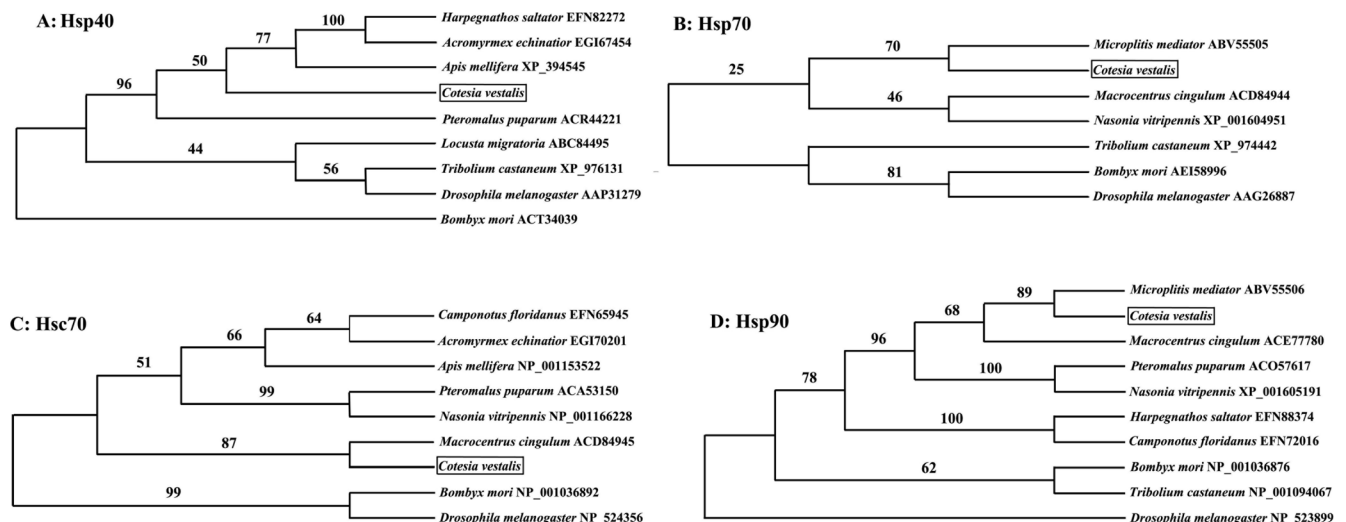 A: Hsp40
100
Harpegnathos saltator EFN82272
77
Acromyrmex echinatior EGI67454
50
Apis mellifera XP_394545
96
Cotesia vestalis
Pteromalus puparum ACR44221
44
Locusta migratoria ABC84495
56
Tribolium castaneum XP_976131
Drosophila melanogaster AAP31279
Bombyx mori ACT34039
B: Hsp70
70
Microplitis mediator ABV55505
25
Cotesia vestalis
46
Macrocentrus cingulum ACD84944
Nasonia vitripennis XP_001604951
Tribolium castaneum XP_974442
81
Bombyx mori AEI58996
Drosophila melanogaster AAG26887
C: Hsc70
64
Camponotus floridanus EFN65945
66
Acromyrmex echinatior EGI70201
51
Apis mellifera NP_001153522
99
Pteromalus puparum ACA53150
Nasonia vitripennis NP_001166228
87
Macrocentrus cingulum ACD84945
Cotesia vestalis
99
Bombyx mori NP_001036892
Drosophila melanogaster NP_524356
D: Hsp90
89
Microplitis mediator ABV55506
68
Cotesia vestalis
96
Macrocentrus cingulum ACE77780
78
100
Pteromalus puparum ACO57617
Nasonia vitripennis XP_001605191
100
Harpegnathos saltator EFN88374
Camponotus floridanus EFN72016
62
Bombyx mori NP_001036876
Tribolium castaneum NP_001094067
Drosophila melanogaster NP_523899